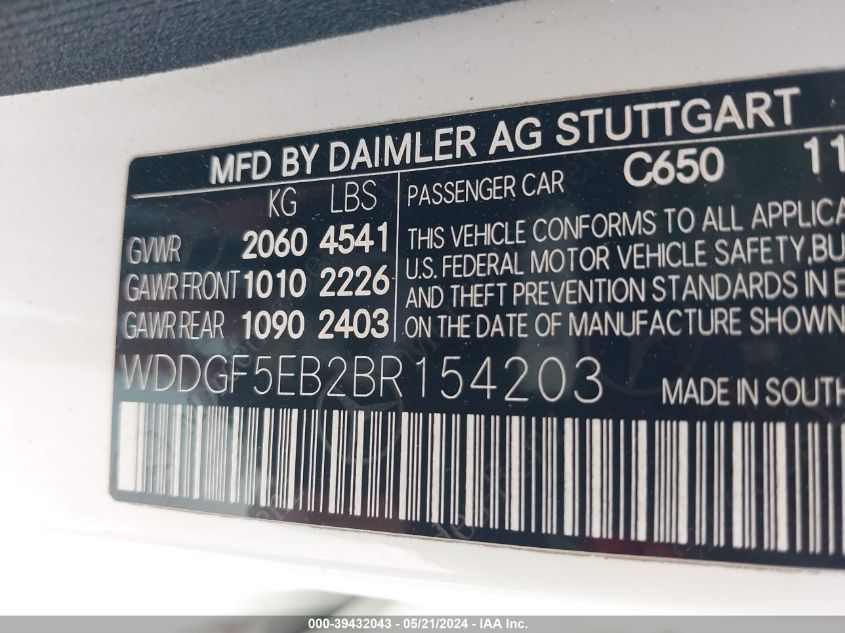 MFD BY DAIMLER AG STUTTGART
KG LBS
GVWR 2060 4541
GAWR FRONT 1010 2226
GAWR REAR 1090 2403
PASSENGER CAR C650 11
THIS VEHICLE CONFORMS TO ALL APPLICA
U.S. FEDERAL MOTOR VEHICLE SAFETY, BU
AND THEFT PREVENTION STANDARDS IN E
ON THE DATE OF MANUFACTURE SHOWN
WDDGF5EB2BR154203 MADE IN SOUTH
000-39432043 / 05/21/2024 - IAA Inc.